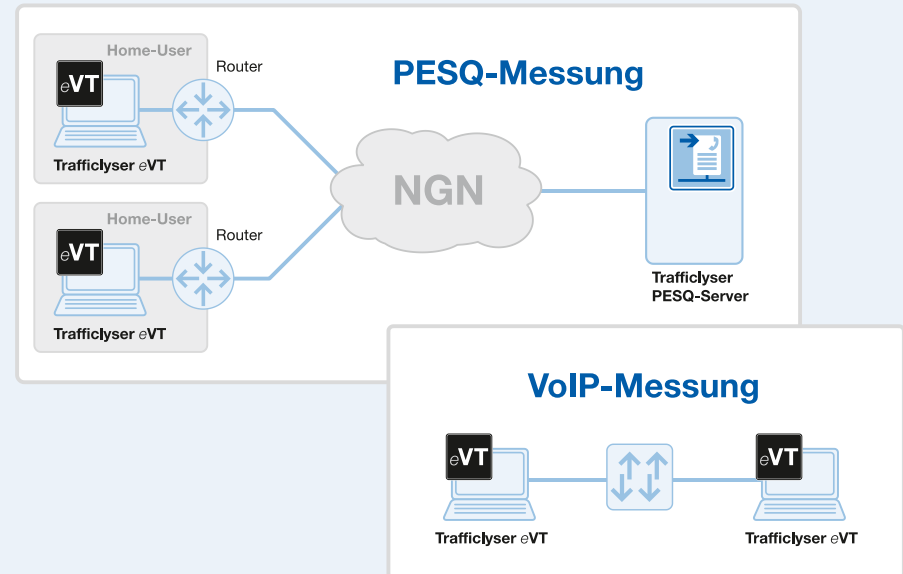 PESQ-Messung
Home-User
eVT
Router
Trafficlyser eVT
NGN
Home-User
eVT
Router
Trafficlyser eVT
Trafficlyser
PESQ-Server
VoIP-Messung
eVT
eVT
Trafficlyser eVT
Trafficlyser eVT